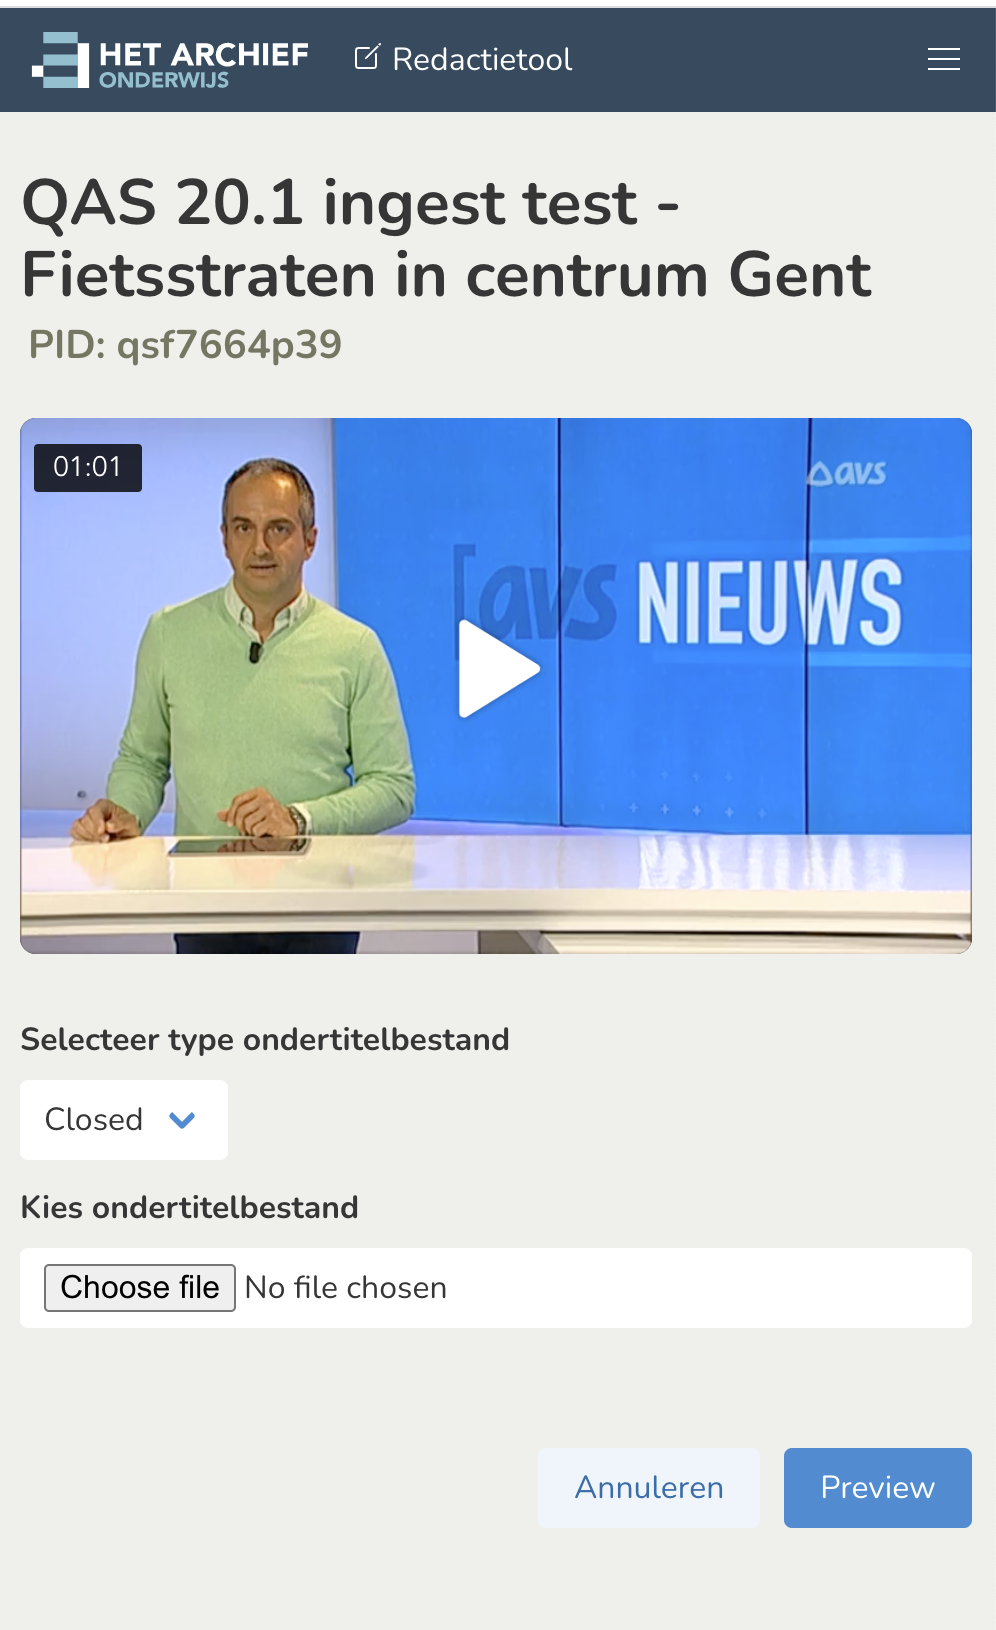 HET ARCHIEF
ONDERWIJS
Redactietool
QAS 20.1 ingest test -
Fietsstraten in centrum Gent
PID: qsf7664p39
01:01
avs
avs NIEUWS
Selecteer type ondertitelbestand
Closed
Kies ondertitelbestand
Choose file No file chosen
Annuleren Preview